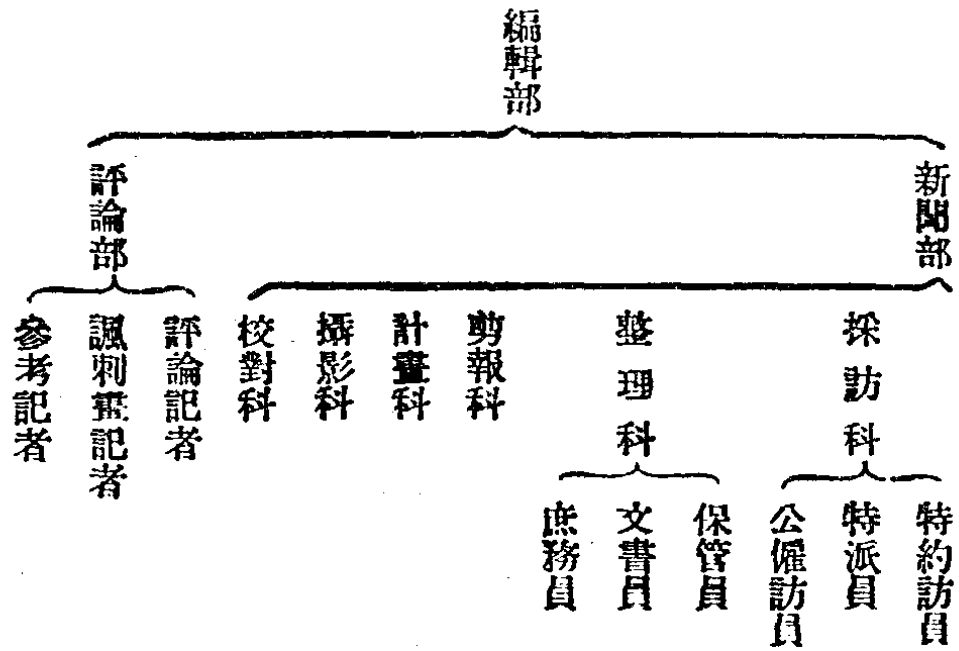 編輯部
新聞部
採訪科
特約訪員
特派員
公僱訪員
整理科
保管員
文書員
庶務員
剪報科
計畫科
攝影科
校對科
評論部
評論記者
諷刺畫記者
參考記者